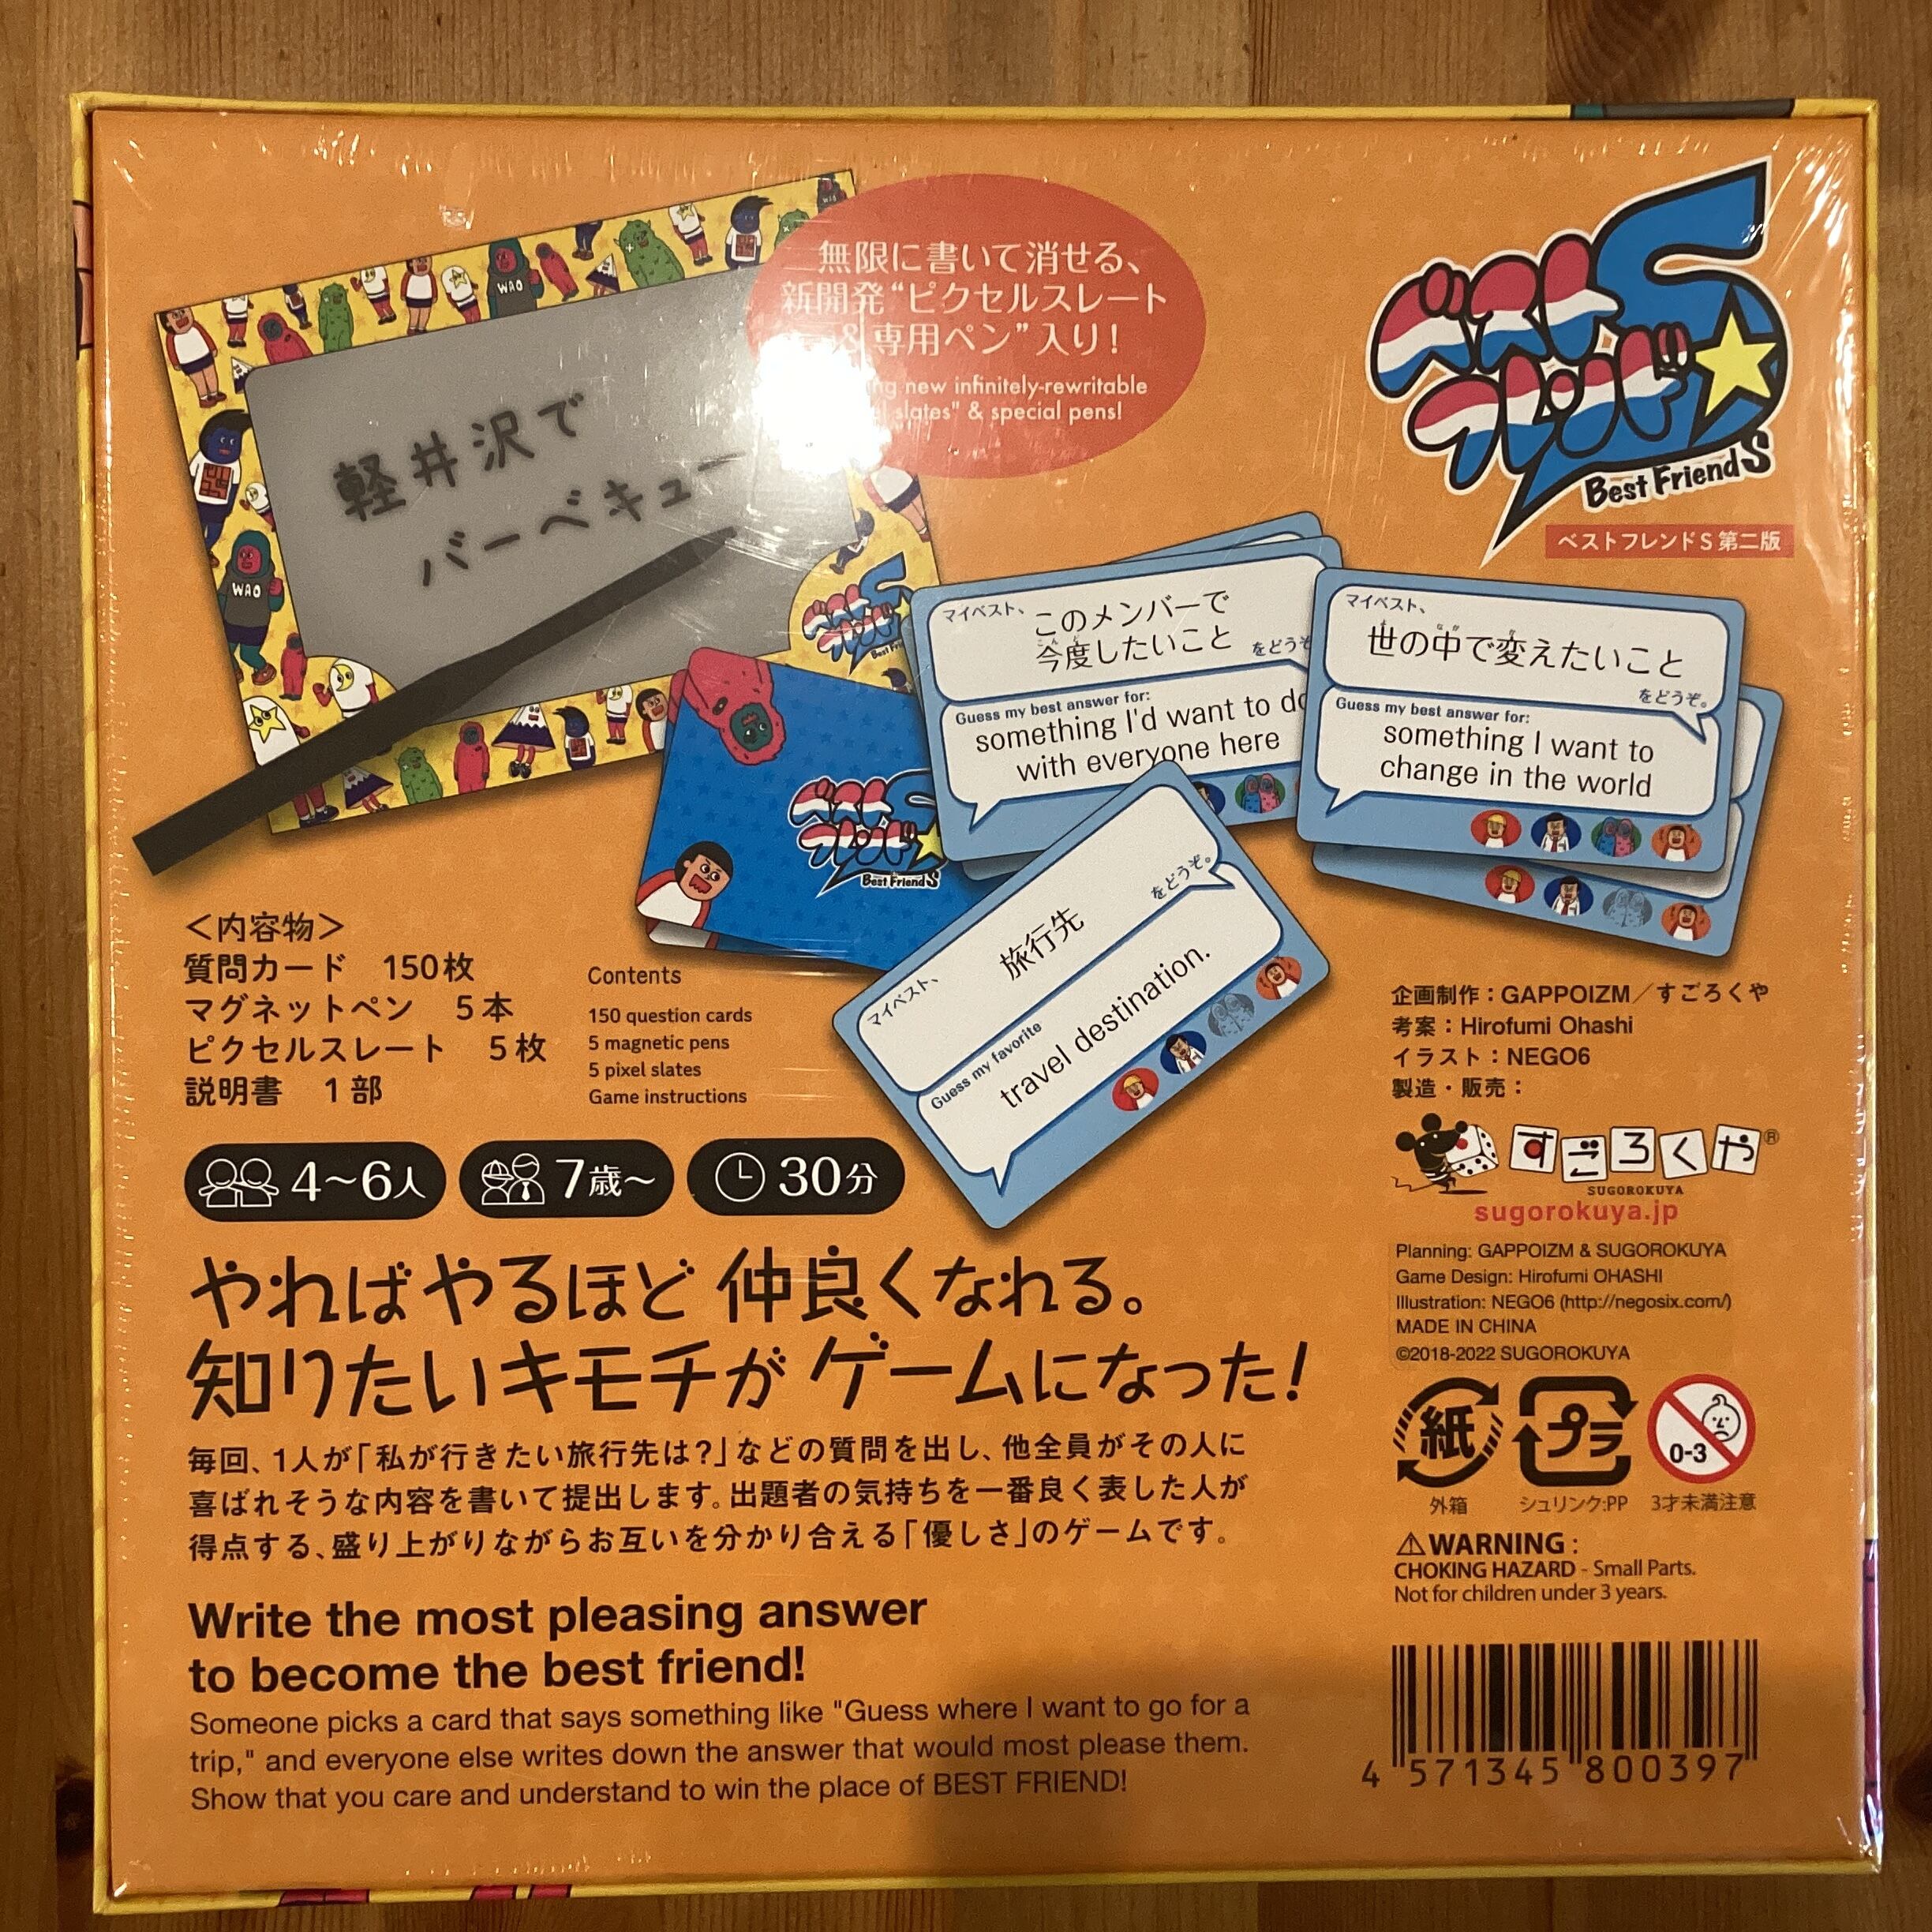 無限に書いて消せる、
新開発“ピクセルスレート
&専用ペン”入り!
new infinitely-rewritable
slates" & special pens!
ベストフレンドS
Best FriendS
ベストフレンドS 第二版
WAO
軽井沢で
バーベキュー
WAO
マイベスト、
このメンバーで
今度したいこと
をどうぞ
Guess my best answer for:
something I'd want to do
with everyone here
マイベスト、
世の中で変えたいこと
をどうぞ。
Guess my best answer for:
something I want to
change in the world
ベストフレンドS
Best FriendS
マイベスト、
旅行先
をどうぞ。
Guess my favorite
travel destination.
<内容物>
質問カード 150枚
マグネットペン 5本
ピクセルスレート 5枚
説明書 1部
Contents
150 question cards
5 magnetic pens
5 pixel slates
Game instructions
4~6人
7歳~
30分
企画制作:GAPPOIZM/すごろくや
考案:Hirofumi Ohashi
イラスト:NEGO6
製造・販売:
すごろくや®
SUGOROKUYA
sugorokuya.jp
Planning: GAPPOIZM & SUGOROKUYA
Game Design: Hirofumi OHASHI
Illustration: NEGO6 (http://negosix.com/)
MADE IN CHINA
©2018-2022 SUGOROKUYA
やればやるほど仲良くなれる。
知りたいキモチがゲームになった!
毎回、1人が「私が行きたい旅行先は?」などの質問を出し、他全員がその人に
喜ばれそうな内容を書いて提出します。出題者の気持ちを一番良く表した人が
得点する、盛り上がりながらお互いを分かり合える「優しさ」のゲームです。
紙
外箱
プラ
シュリンク:PP
0-3
3才未満注意
⚠WARNING:
CHOKING HAZARD - Small Parts.
Not for children under 3 years.
Write the most pleasing answer
to become the best friend!
Someone picks a card that says something like "Guess where I want to go for a
trip," and everyone else writes down the answer that would most please them.
Show that you care and understand to win the place of BEST FRIEND!
4 571345 800397